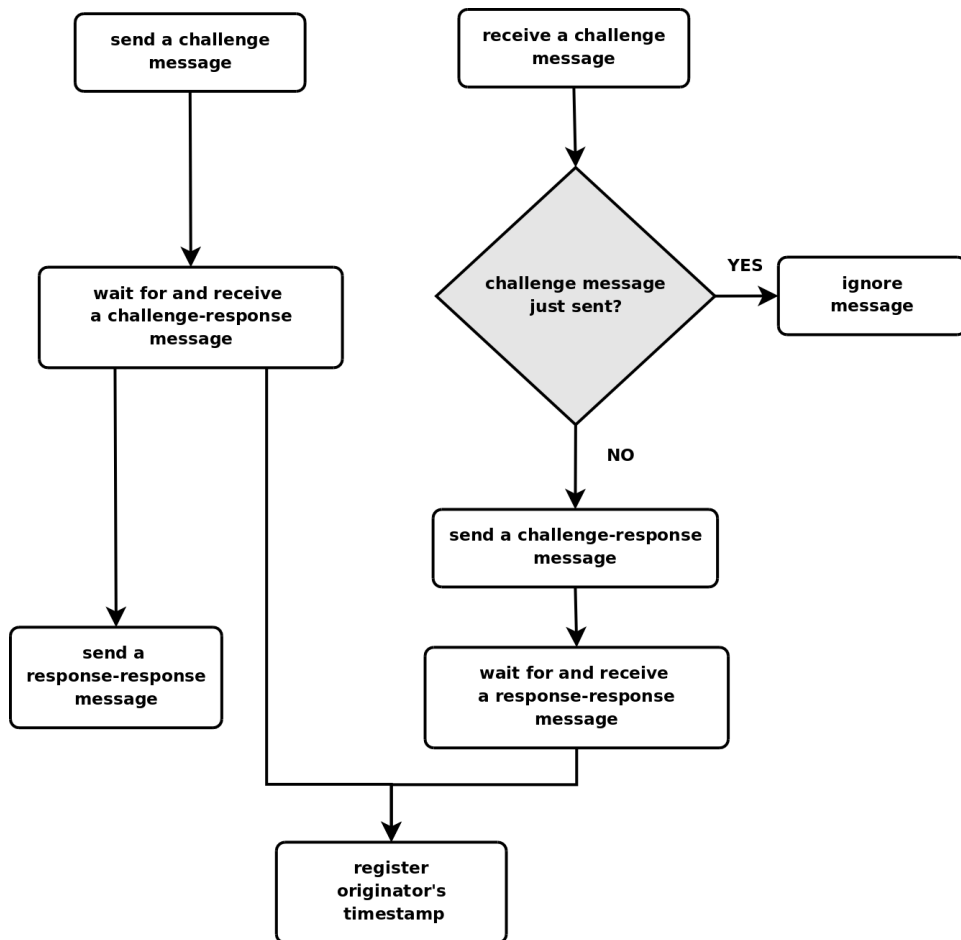 send a challenge
message
receive a challenge
message
challenge message
just sent?
YES
ignore
message
wait for and receive
a challenge-response
message
NO
send a challenge-response
message
send a
response-response
message
wait for and receive
a response-response
message
register
originator's
timestamp